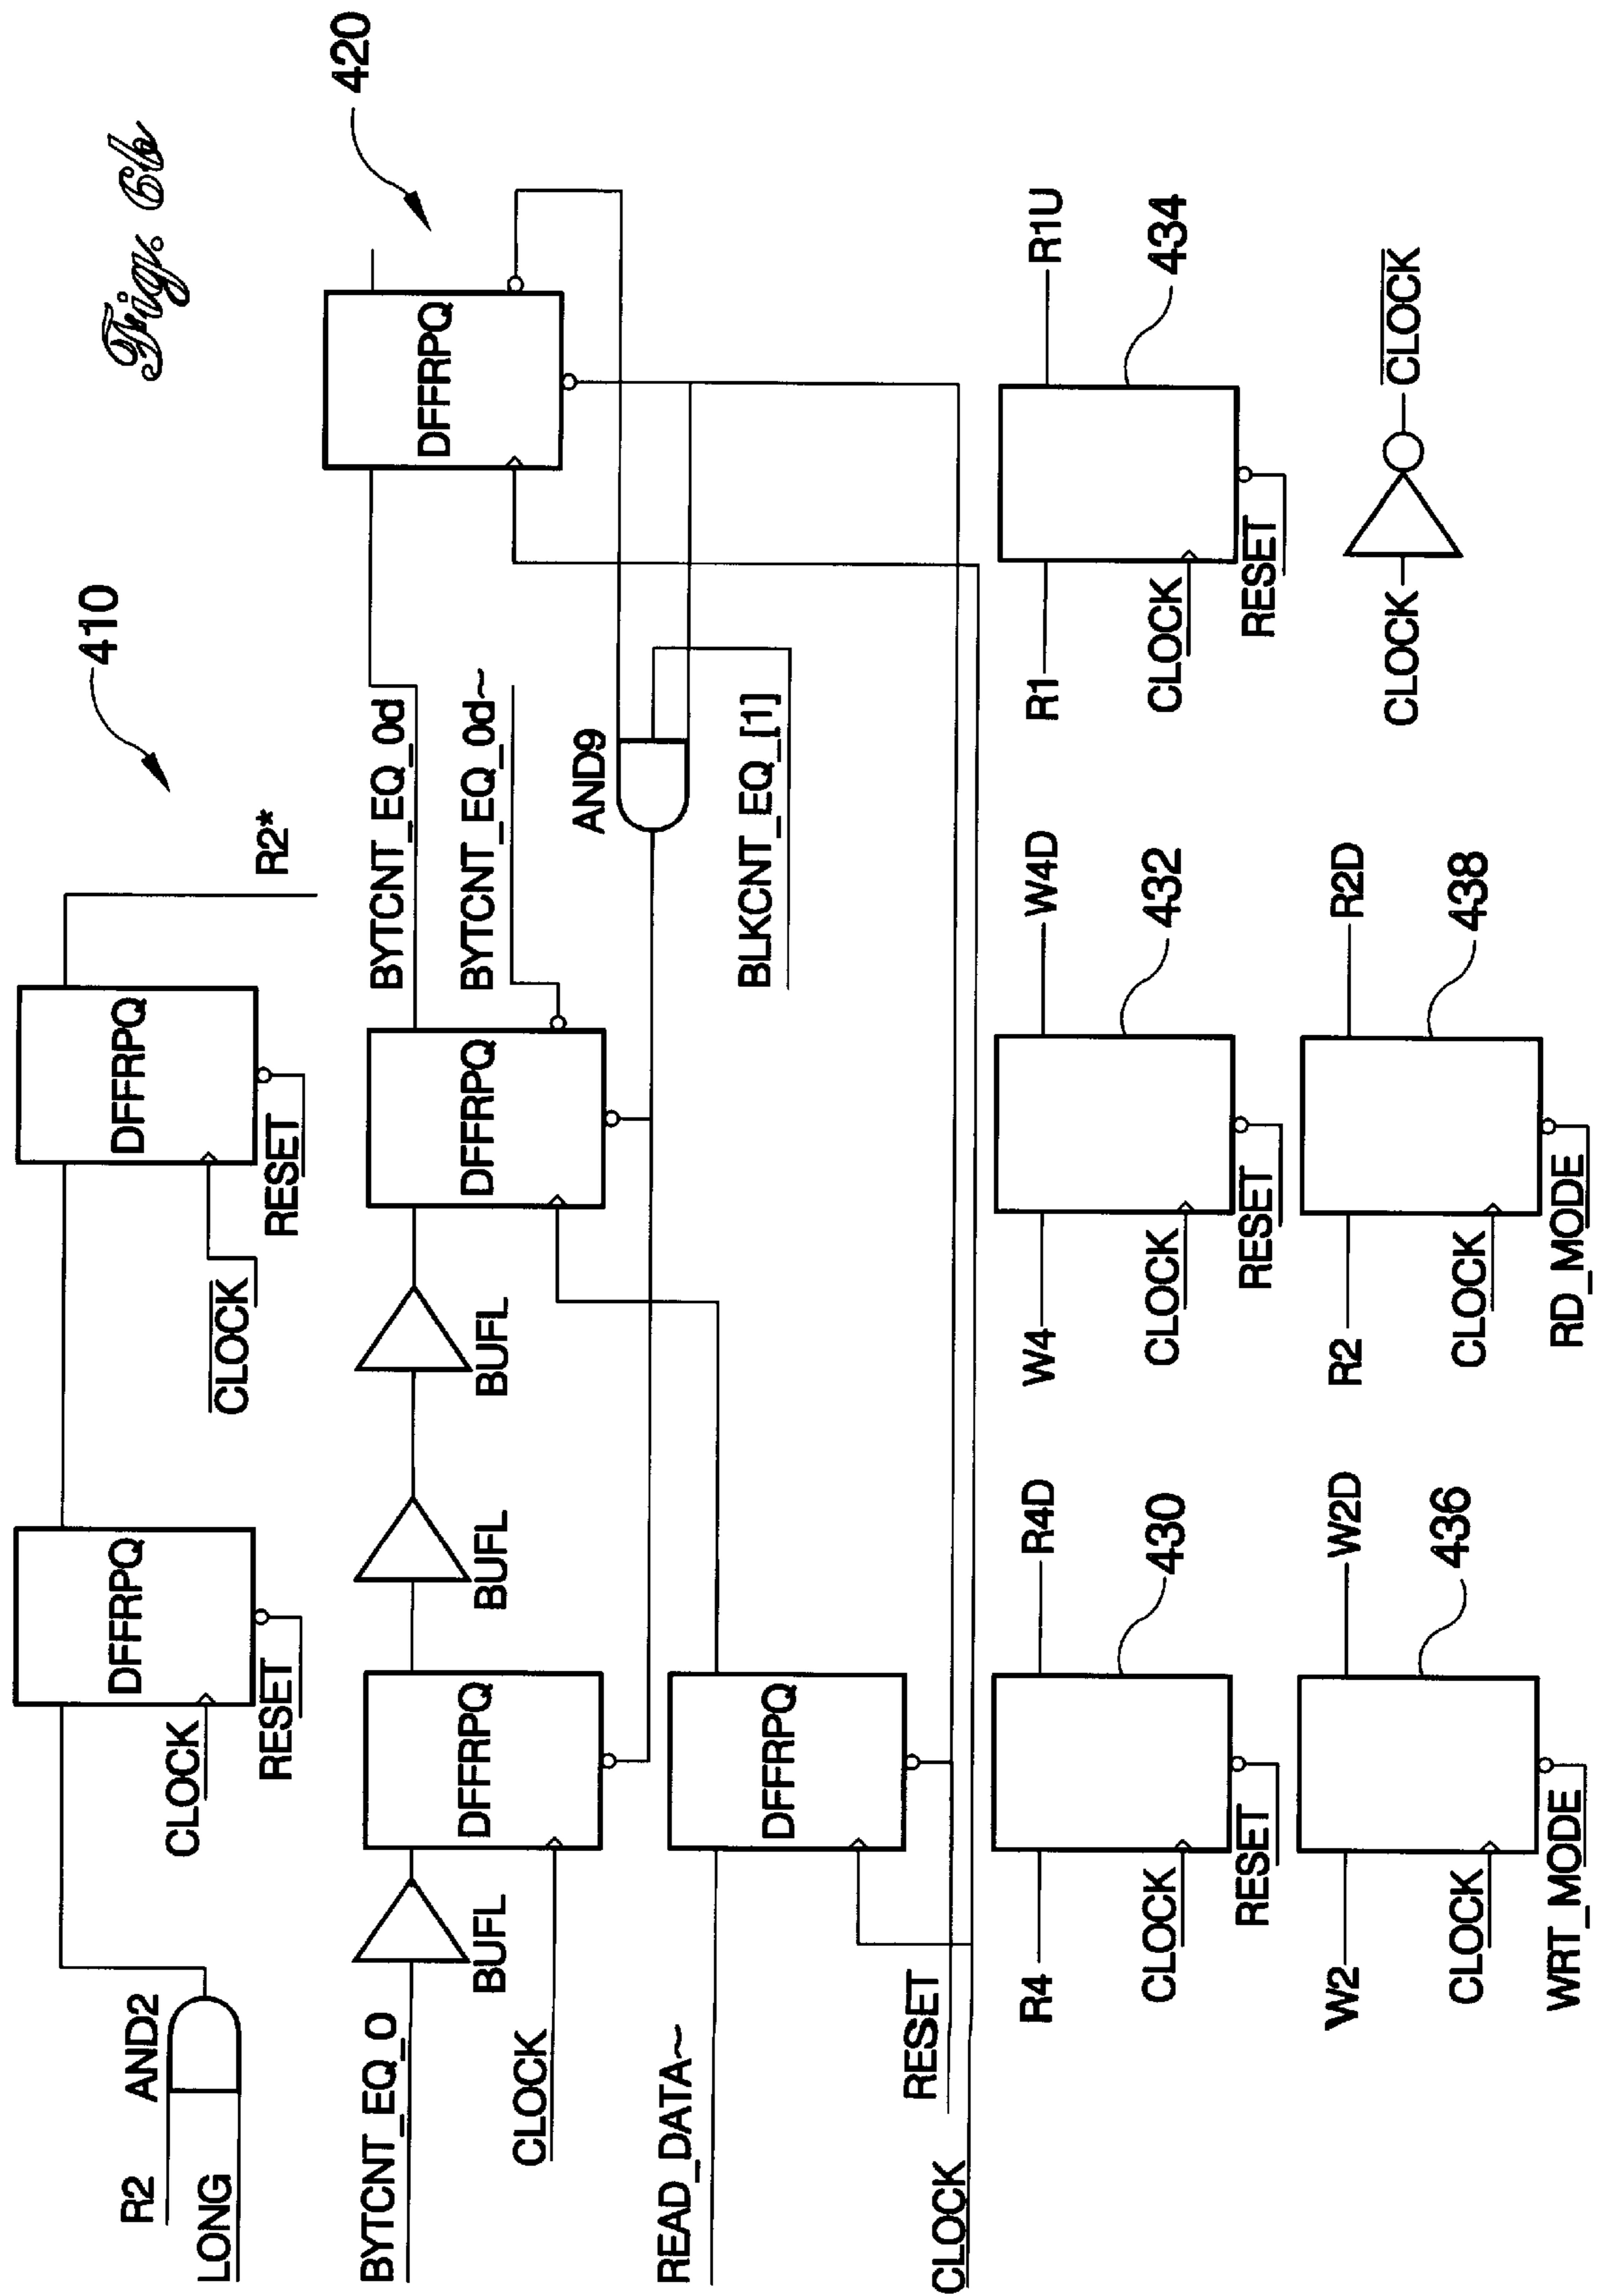 Fig. 6b
410
R2
LONG
AND2
DFFRPQ
CLOCK
RESET
DFFRPQ
CLOCK
RESET
R2*
420
BYTCNT_EQ_0
BUFL
CLOCK
DFFRPQ
BUFL
BUFL
DFFRPQ
BYTCNT_EQ_0d
BYTCNT_EQ_0d~
DFFRPQ
AND9
BLKCNT_EQ_[1]
READ_DATA~
DFFRPQ
RESET
CLOCK
R4
CLOCK
RESET
R4D
430
W4
CLOCK
RESET
W4D
432
R1
CLOCK
RESET
R1U
434
W2
CLOCK
WRT_MODE
W2D
436
R2
CLOCK
RD_MODE
R2D
438
CLOCK
CLOCK